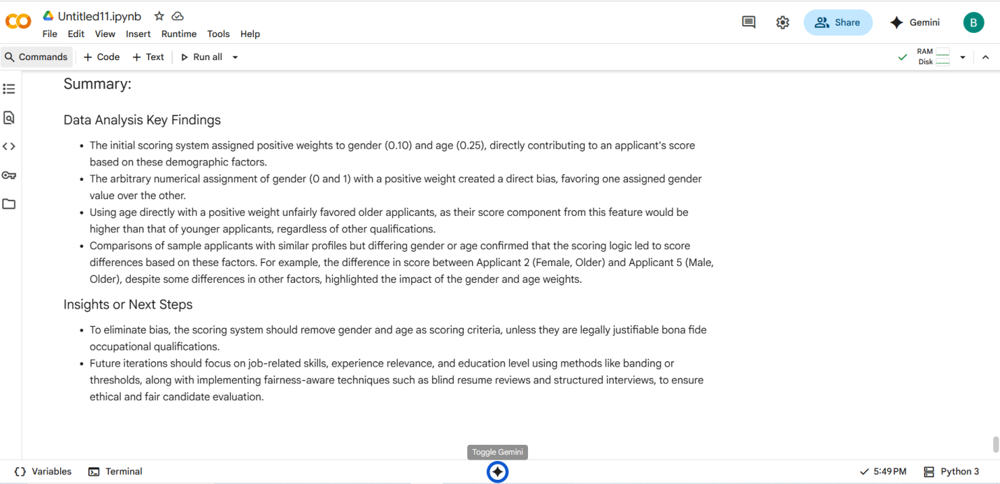 Untitled11.ipynb
File Edit View Insert Runtime Tools Help
Share
Gemini
B
Commands + Code + Text Run all
RAM
Disk
Summary:
Data Analysis Key Findings
• The initial scoring system assigned positive weights to gender (0.10) and age (0.25), directly contributing to an applicant's score
based on these demographic factors.
• The arbitrary numerical assignment of gender (0 and 1) with a positive weight created a direct bias, favoring one assigned gender
value over the other.
• Using age directly with a positive weight unfairly favored older applicants, as their score component from this feature would be
higher than that of younger applicants, regardless of other qualifications.
• Comparisons of sample applicants with similar profiles but differing gender or age confirmed that the scoring logic led to score
differences based on these factors. For example, the difference in score between Applicant 2 (Female, Older) and Applicant 5 (Male,
Older), despite some differences in other factors, highlighted the impact of the gender and age weights.
Insights or Next Steps
• To eliminate bias, the scoring system should remove gender and age as scoring criteria, unless they are legally justifiable bona fide
occupational qualifications.
• Future iterations should focus on job-related skills, experience relevance, and education level using methods like banding or
thresholds, along with implementing fairness-aware techniques such as blind resume reviews and structured interviews, to ensure
ethical and fair candidate evaluation.
Toggle Gemini
{} Variables Terminal
5:49 PM Python 3